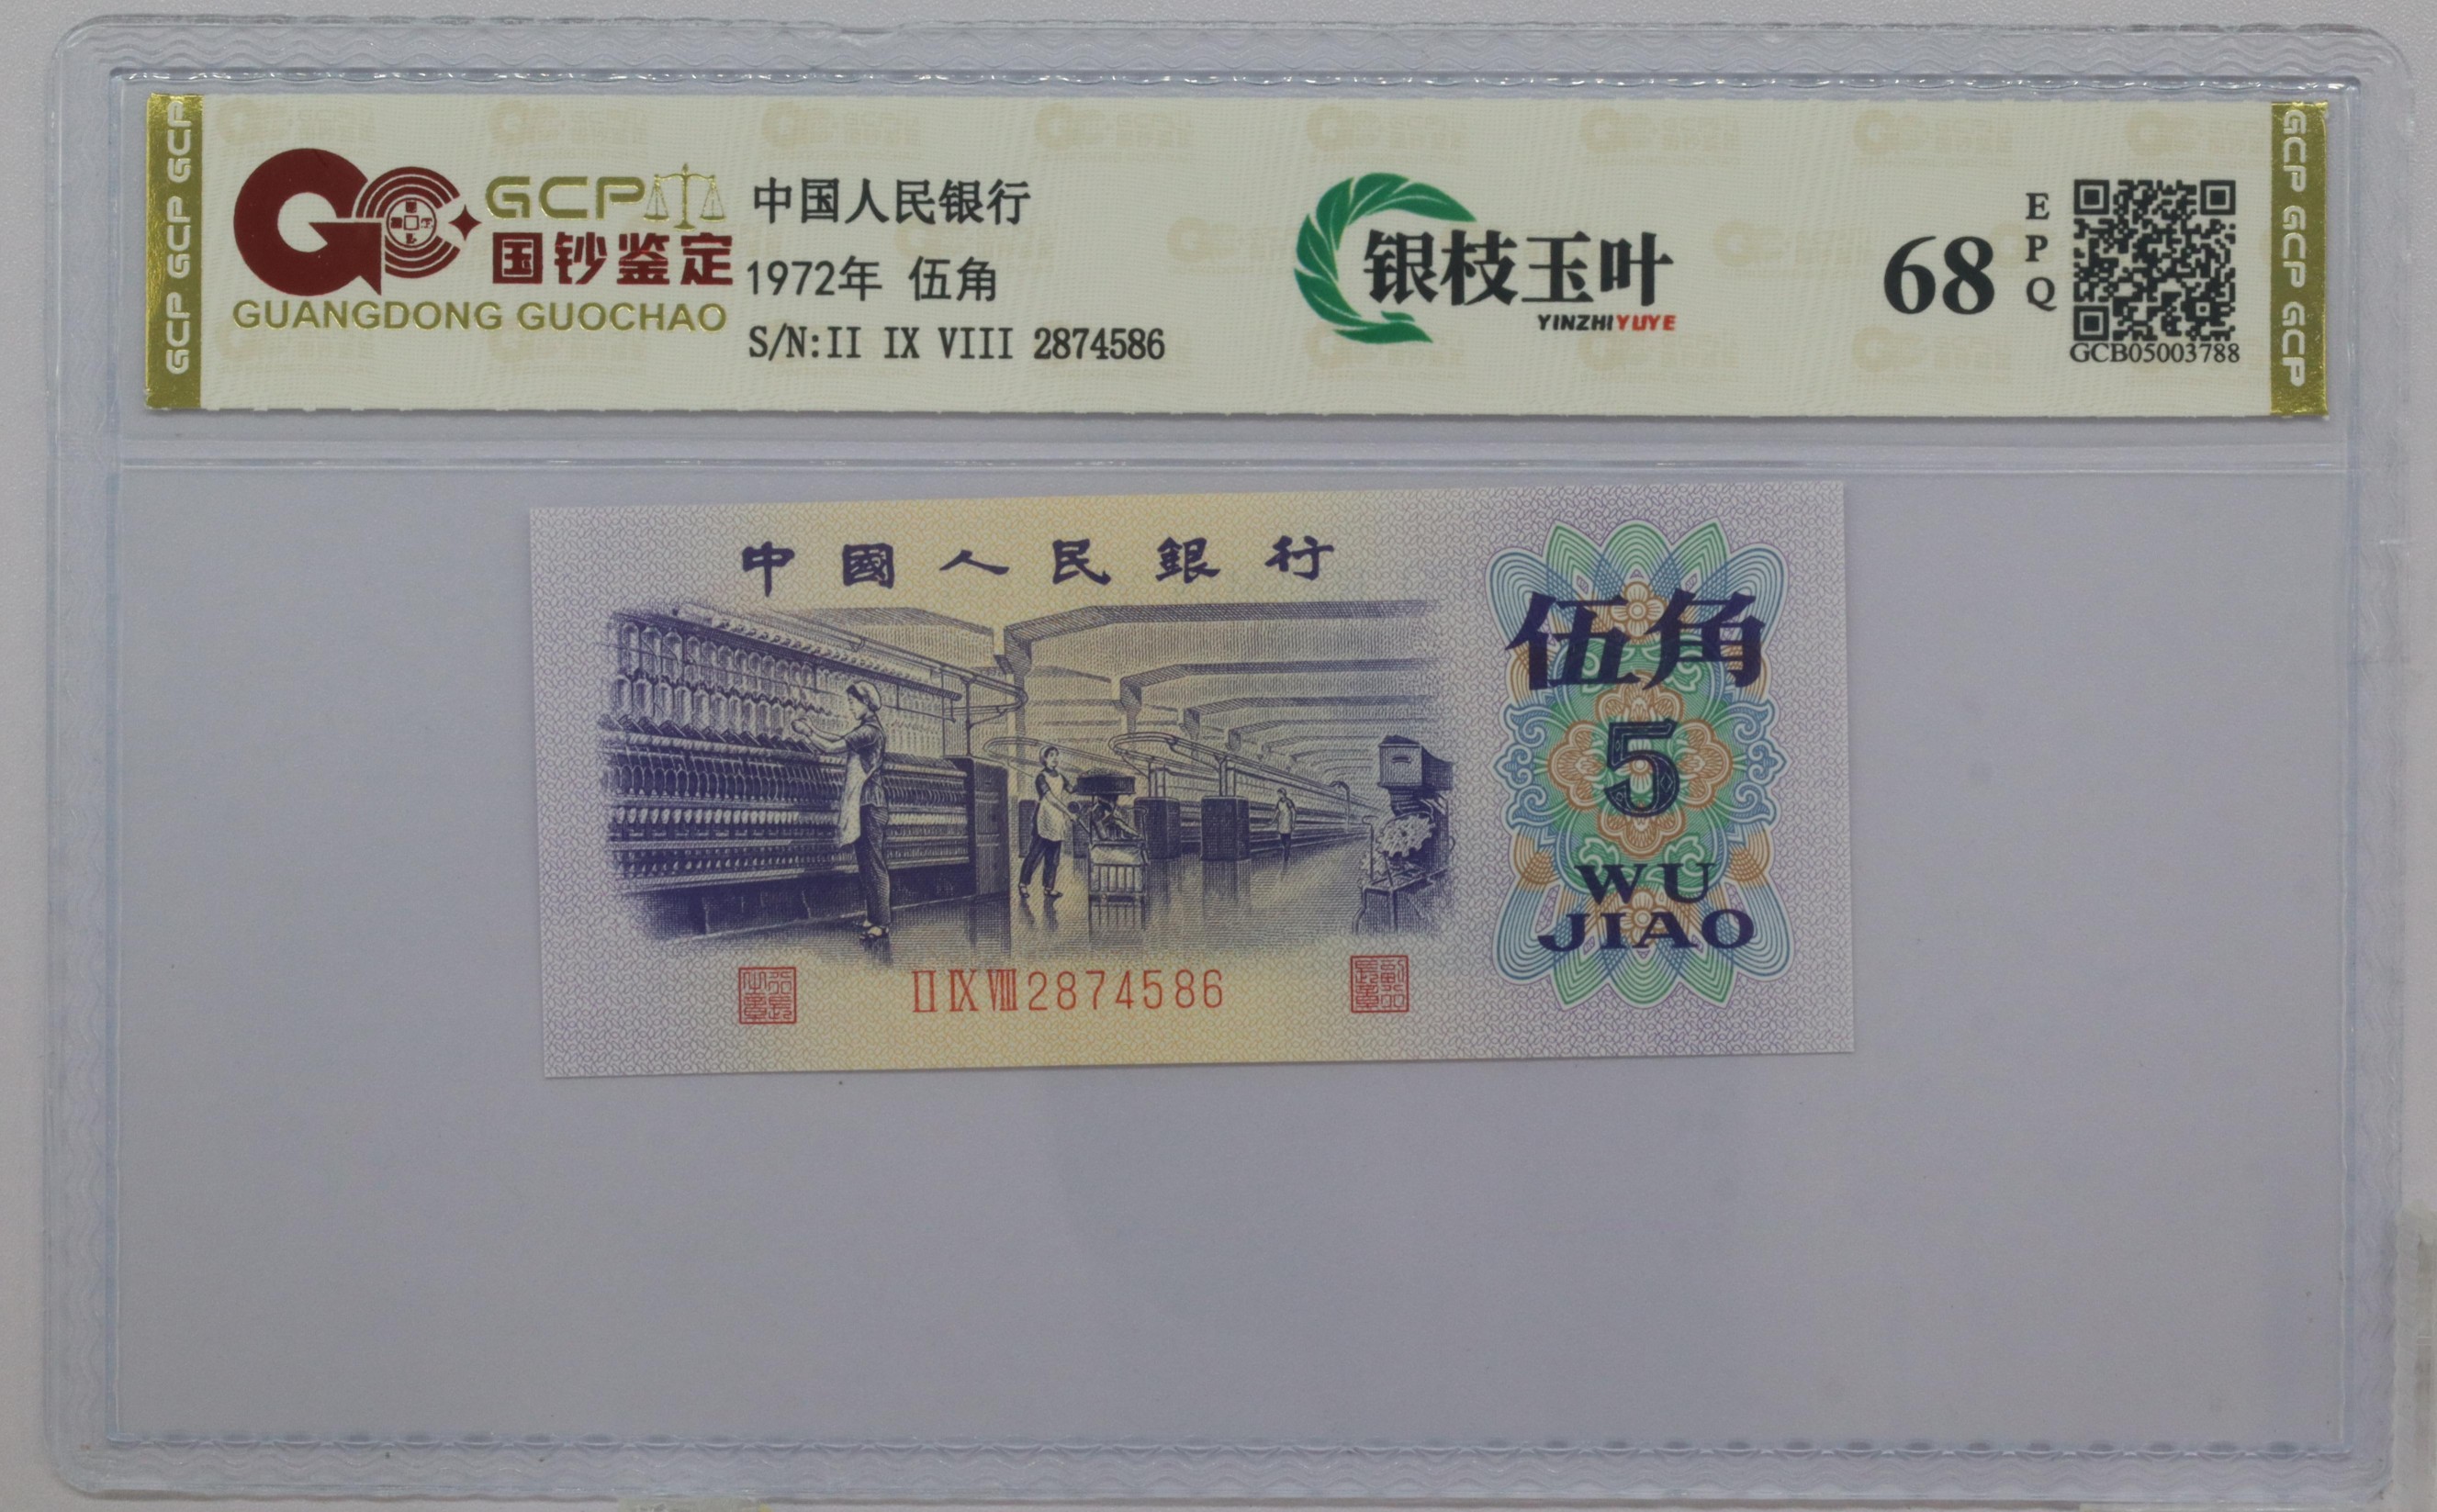 GCP GCP GCP
GCP
国钞鉴定
GUANGDONG GUOCHAO
中国人民银行
1972年 伍角
S/N:II IX VIII 2874586
银枝玉叶
YINZHIYUYE
68
EPQ
GCB05003788
GCP GCP GCP
中國人民銀行
伍角
5
WU
JIAO
II IX VIII 2874586